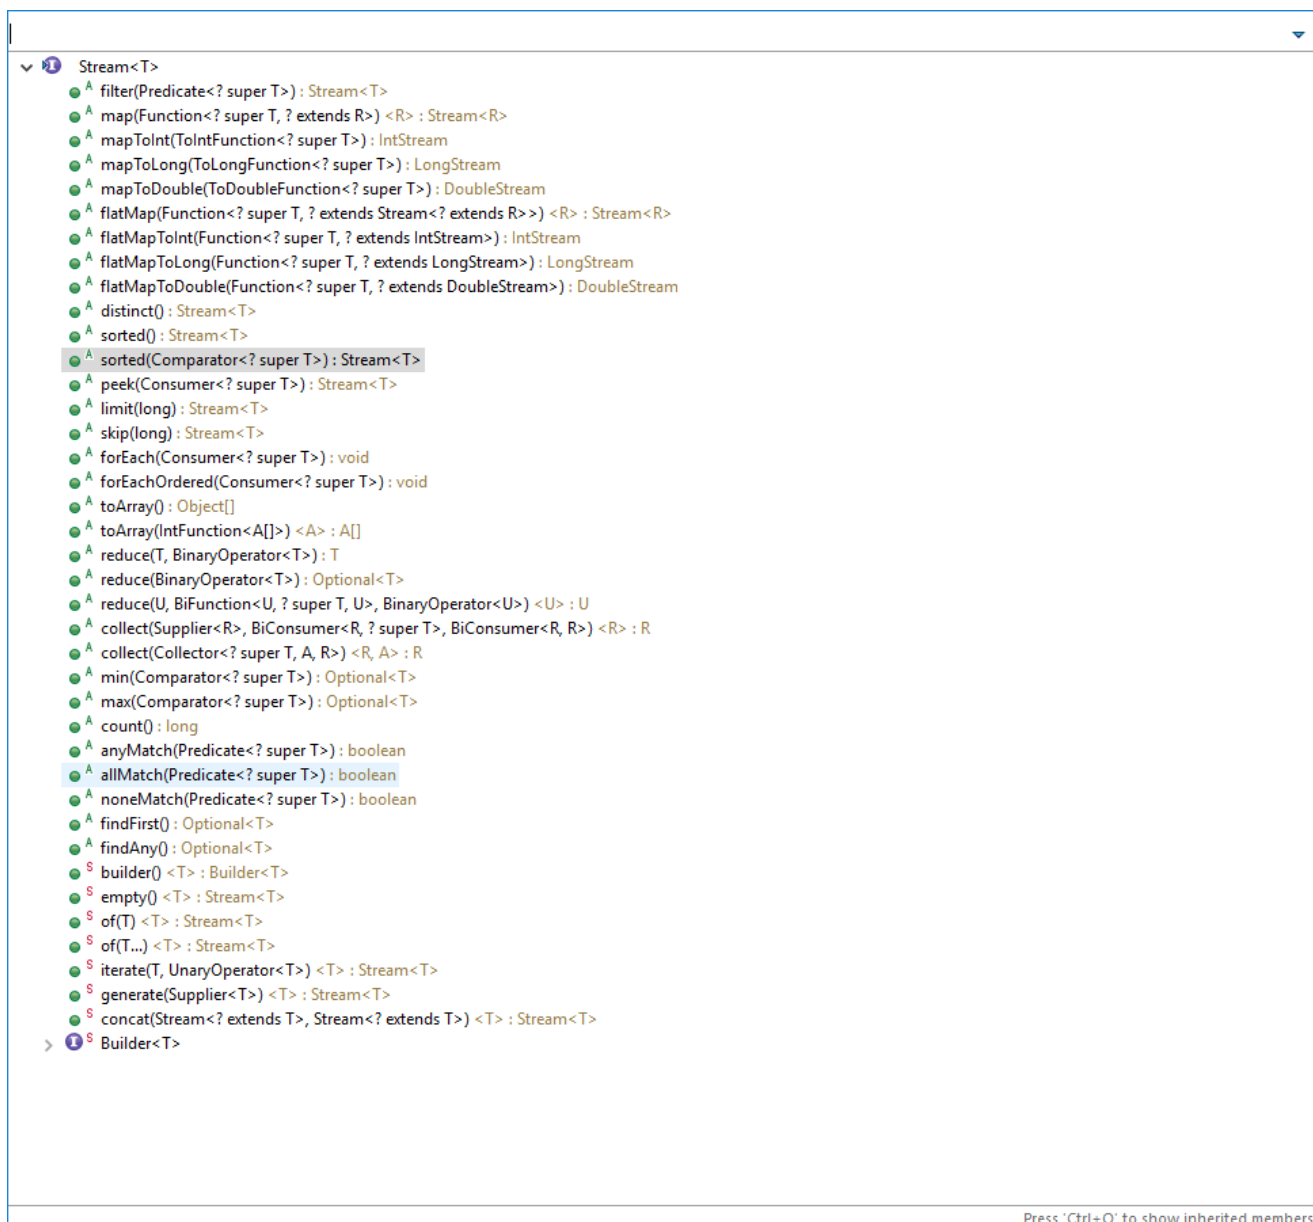 Stream<T>
filter(Predicate<? super T>) : Stream<T>
map(Function<? super T, ? extends R>) <R> : Stream<R>
mapToInt(ToIntFunction<? super T>) : IntStream
mapToLong(ToLongFunction<? super T>) : LongStream
mapToDouble(ToDoubleFunction<? super T>) : DoubleStream
flatMap(Function<? super T, ? extends Stream<? extends R>>) <R> : Stream<R>
flatMapToInt(Function<? super T, ? extends IntStream>) : IntStream
flatMapToLong(Function<? super T, ? extends LongStream>) : LongStream
flatMapToDouble(Function<? super T, ? extends DoubleStream>) : DoubleStream
distinct() : Stream<T>
sorted() : Stream<T>
sorted(Comparator<? super T>) : Stream<T>
peek(Consumer<? super T>) : Stream<T>
limit(long) : Stream<T>
skip(long) : Stream<T>
forEach(Consumer<? super T>) : void
forEachOrdered(Consumer<? super T>) : void
toArray() : Object[]
toArray(IntFunction<A[]>) <A> : A[]
reduce(T, BinaryOperator<T>) : T
reduce(BinaryOperator<T>) : Optional<T>
reduce(U, BiFunction<U, ? super T, U>, BinaryOperator<U>) <U> : U
collect(Supplier<R>, BiConsumer<R, ? super T>, BiConsumer<R, R>) <R> : R
collect(Collector<? super T, A, R>) <R, A> : R
min(Comparator<? super T>) : Optional<T>
max(Comparator<? super T>) : Optional<T>
count() : long
anyMatch(Predicate<? super T>) : boolean
allMatch(Predicate<? super T>) : boolean
noneMatch(Predicate<? super T>) : boolean
findFirst() : Optional<T>
findAny() : Optional<T>
builder() <T> : Builder<T>
empty() <T> : Stream<T>
of(T) <T> : Stream<T>
of(T...) <T> : Stream<T>
iterate(T, UnaryOperator<T>) <T> : Stream<T>
generate(Supplier<T>) <T> : Stream<T>
concat(Stream<? extends T>, Stream<? extends T>) <T> : Stream<T>
Builder<T>
Press 'Ctrl+O' to show inherited members